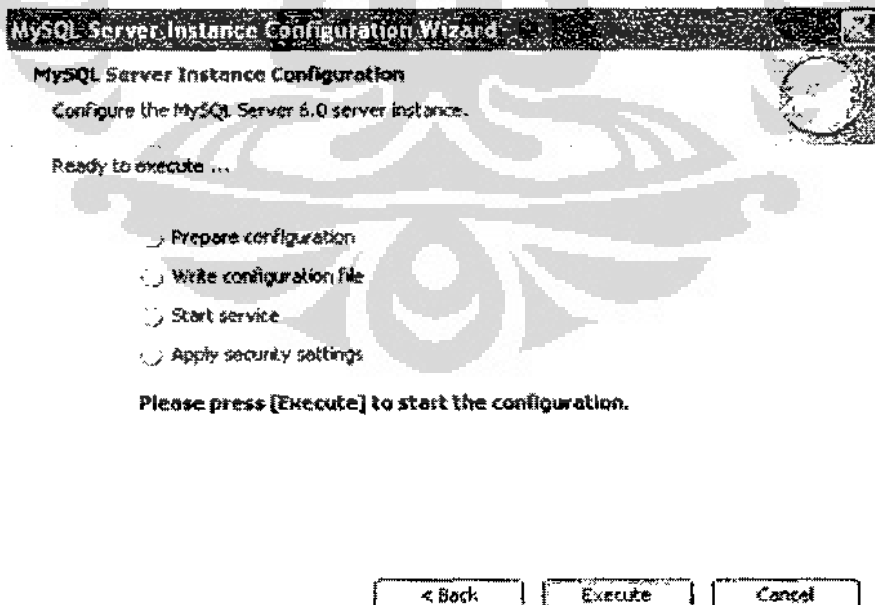 MySQL Server Instance Configuration Wizard
MySQL Server Instance Configuration
Configure the MySQL Server 6.0 server instance.
Ready to execute ...
Prepare configuration
Write configuration file
Start service
Apply security settings
Please press [Execute] to start the configuration.
< Back
Execute
Cancel